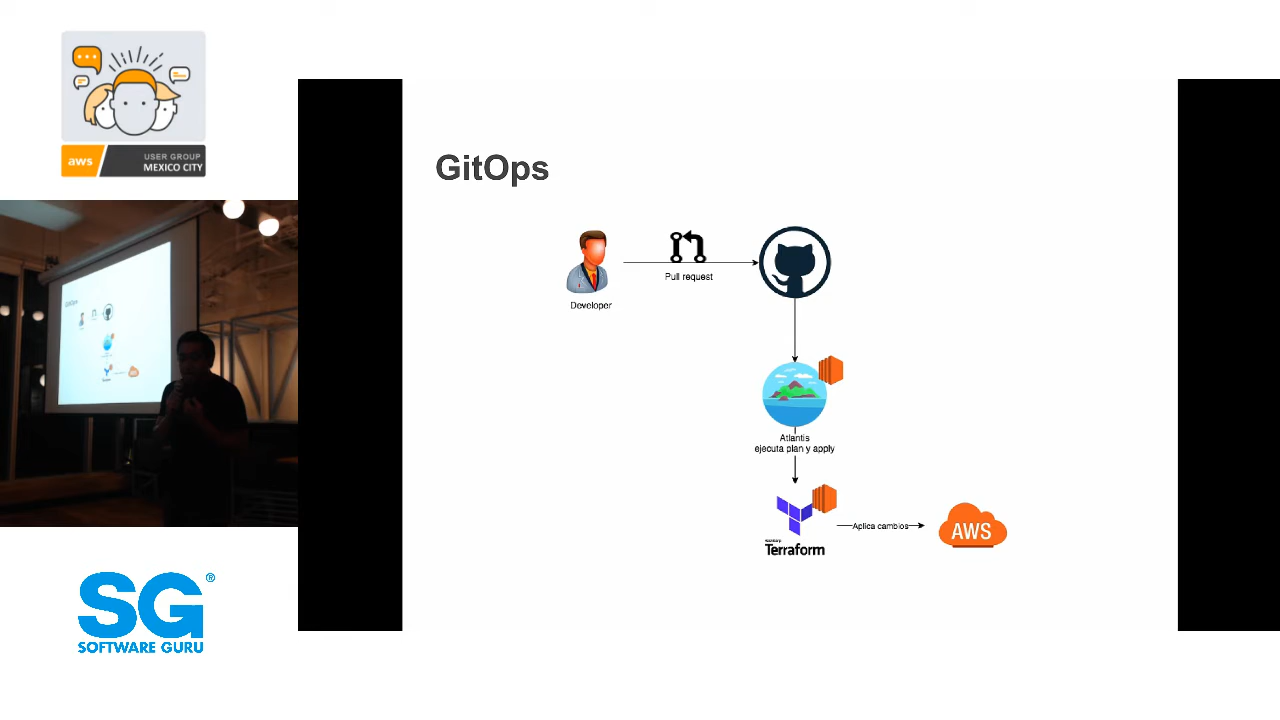 aws
USER GROUP
MEXICO CITY
GitOps
Pull request
Developer
Atlantis
ejecuta plan y apply
Terraform
Aplica cambios
AWS
GitOps
SG®
SOFTWARE GURU